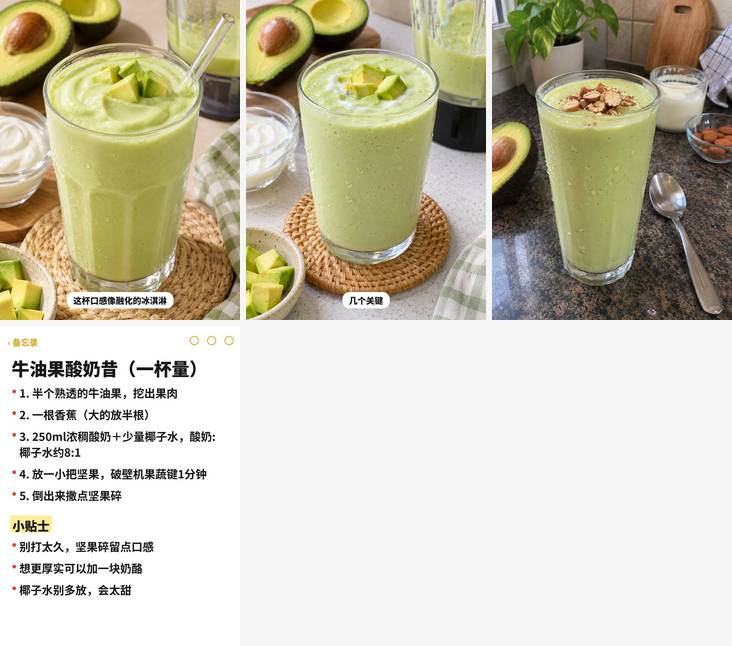 这杯口感像融化的冰淇淋
几个关键
‹ 备忘录
牛油果酸奶昔（一杯量）
1. 半个熟透的牛油果，挖出果肉
2. 一根香蕉（大的放半根）
3. 250ml浓稠酸奶＋少量椰子水，酸奶:
椰子水约8:1
4. 放一小把坚果，破壁机果蔬键1分钟
5. 倒出来撒点坚果碎
小贴士
别打太久，坚果碎留点口感
想更厚实可以加一块奶酪
椰子水别多放，会太甜